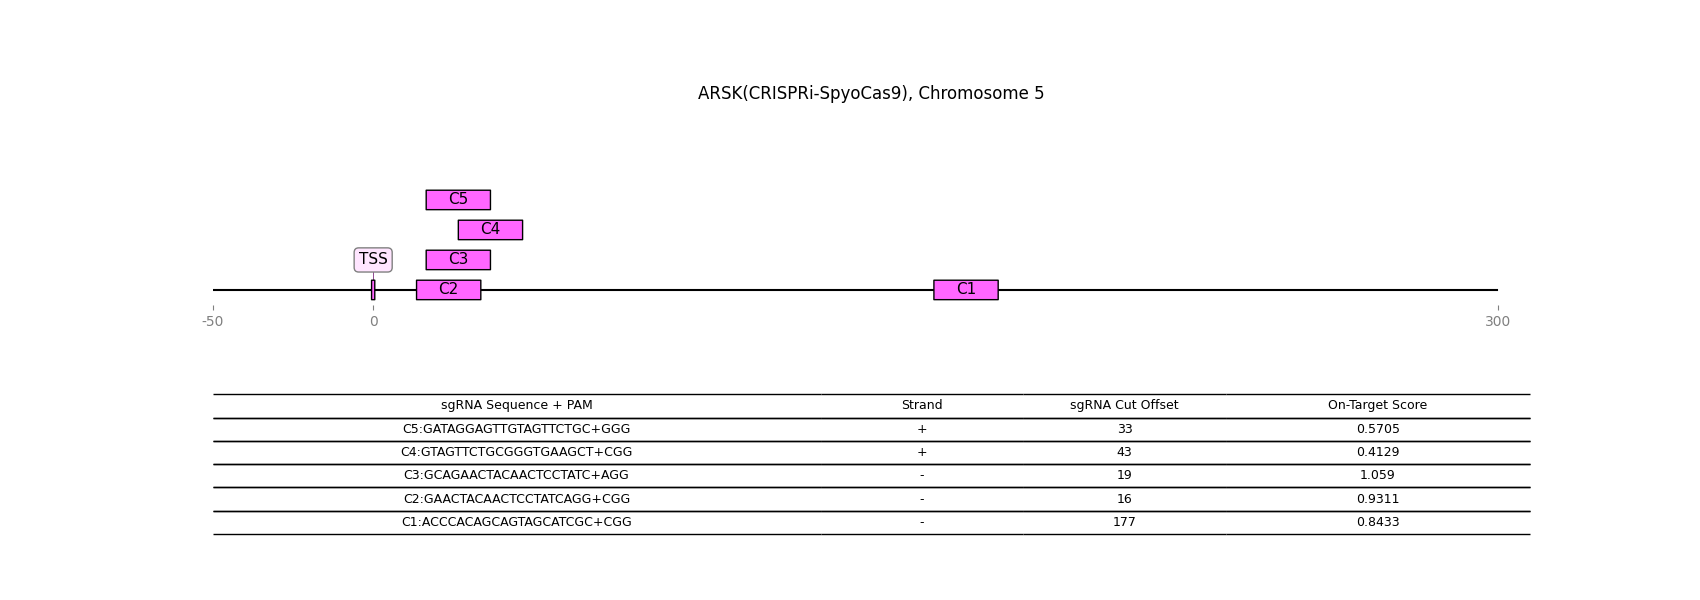 ARSK(CRISPRi-SpyoCas9), Chromosome 5
C5
C4
TSS C3
C2 C1
-50 0 300
sgRNA Sequence + PAM Strand sgRNA Cut Offset On-Target Score
C5:GATAGGAGTTGTAGTTCTGC+GGG + 33 0.5705
C4:GTAGTTCTGCGGGTGAAGCT+CGG + 43 0.4129
C3:GCAGAACTACAACTCCTATC+AGG - 19 1.059
C2:GAACTACAACTCCTATCAGG+CGG - 16 0.9311
C1:ACCCACAGCAGTAGCATCGC+CGG - 177 0.8433